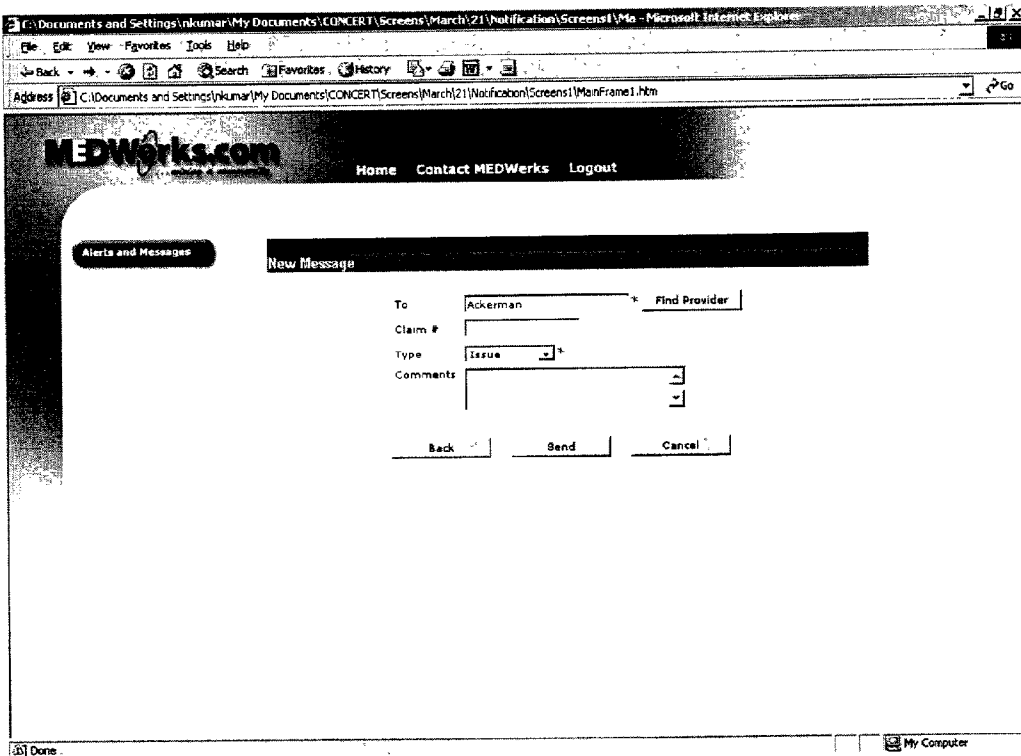 C:\Documents and Settings\nkumar\My Documents\CONCERT\Screens\March\21\Notification\Screens1\Ma - Microsoft Internet Explorer
File Edit View Favorites Tools Help
Back Search Favorites History
Address C:\Documents and Settings\nkumar\My Documents\CONCERT\Screens\March\21\Notification\Screens1\MainFrame1.htm Go
MEDWerks.com
Home Contact MEDWerks Logout
Alerts and Messages
New Message
To Ackerman * Find Provider
Claim #
Type Issue *
Comments
Back Send Cancel
Done My Computer